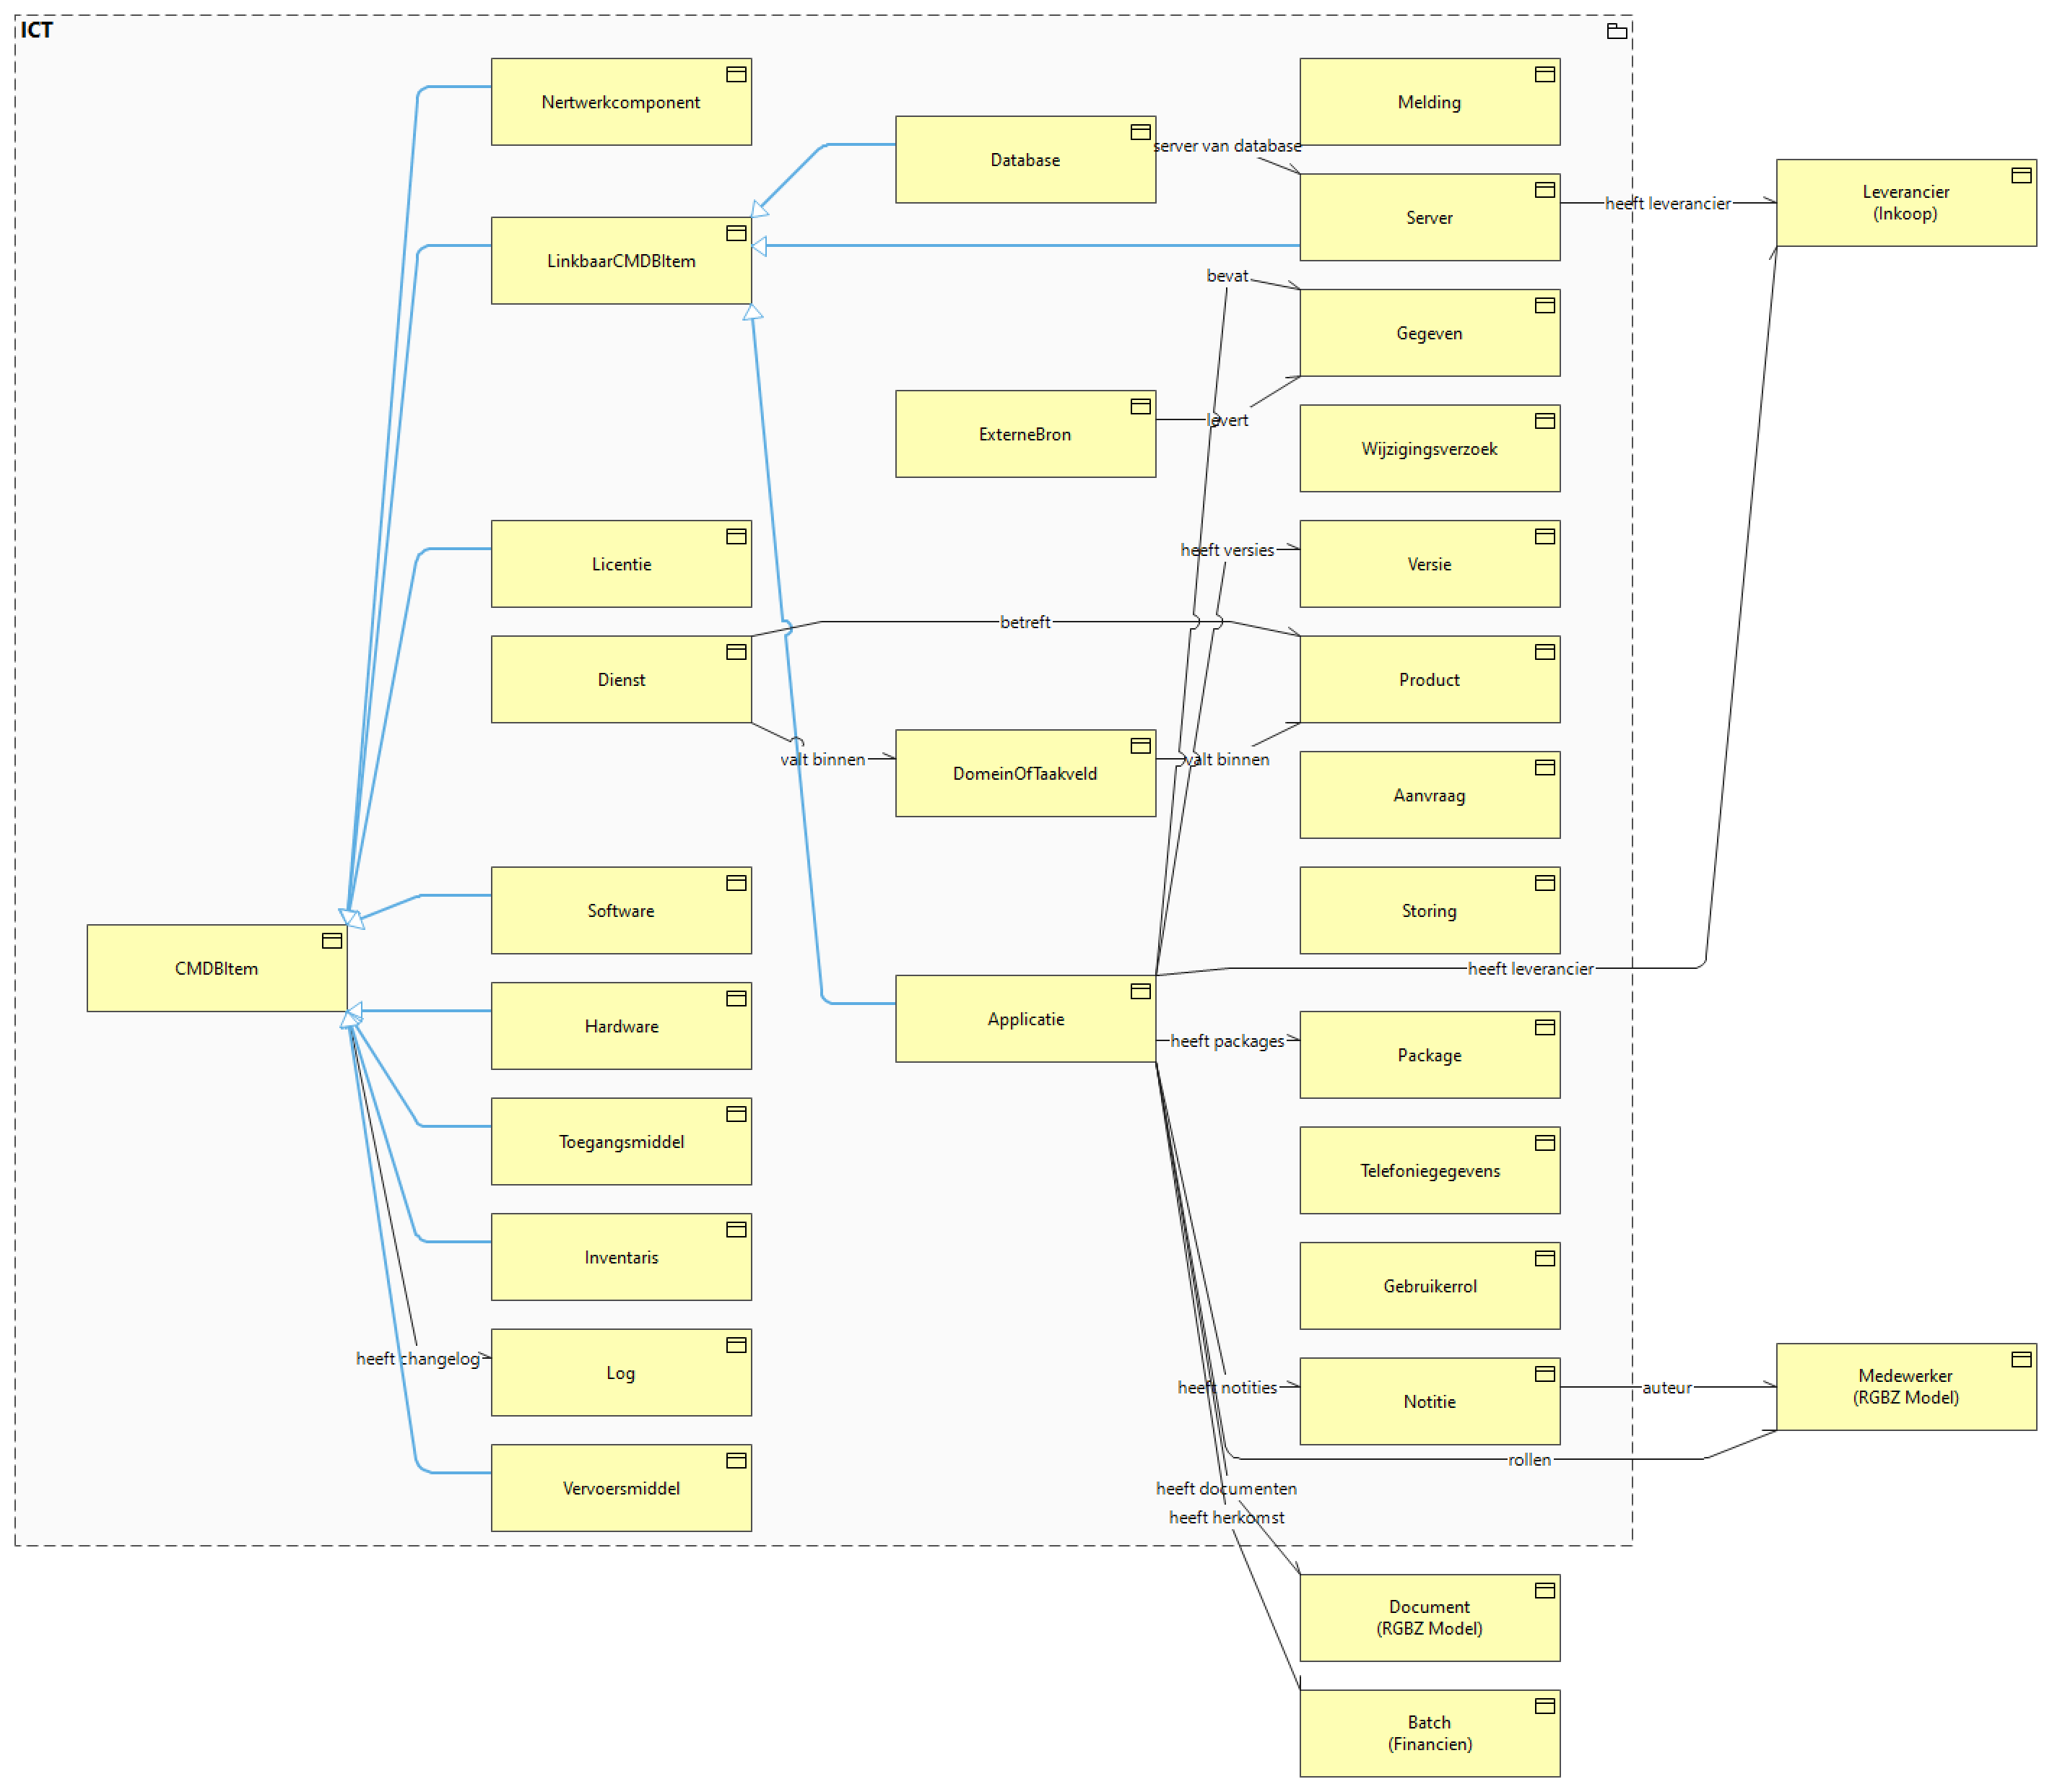 ICT
Nertwerkcomponent
Melding
Database
server van database
Leverancier
(Inkoop)
Server
heeft leverancier
LinkbaarCMDBItem
bevat
Gegeven
levert
ExterneBron
Wijzigingsverzoek
heeft versies
Licentie
Versie
betreft
Dienst
Product
valt binnen
valt binnen
DomeinOfTaakveld
Aanvraag
Software
Storing
CMDBItem
heeft leverancier
Applicatie
Hardware
heeft packages
Package
Toegangsmiddel
Telefoniegegevens
Inventaris
Gebruikerrol
heeft changelog
Log
heeft notities
Notitie
auteur
Medewerker
(RGBZ Model)
rollen
Vervoersmiddel
heeft documenten
heeft herkomst
Document
(RGBZ Model)
Batch
(Financien)